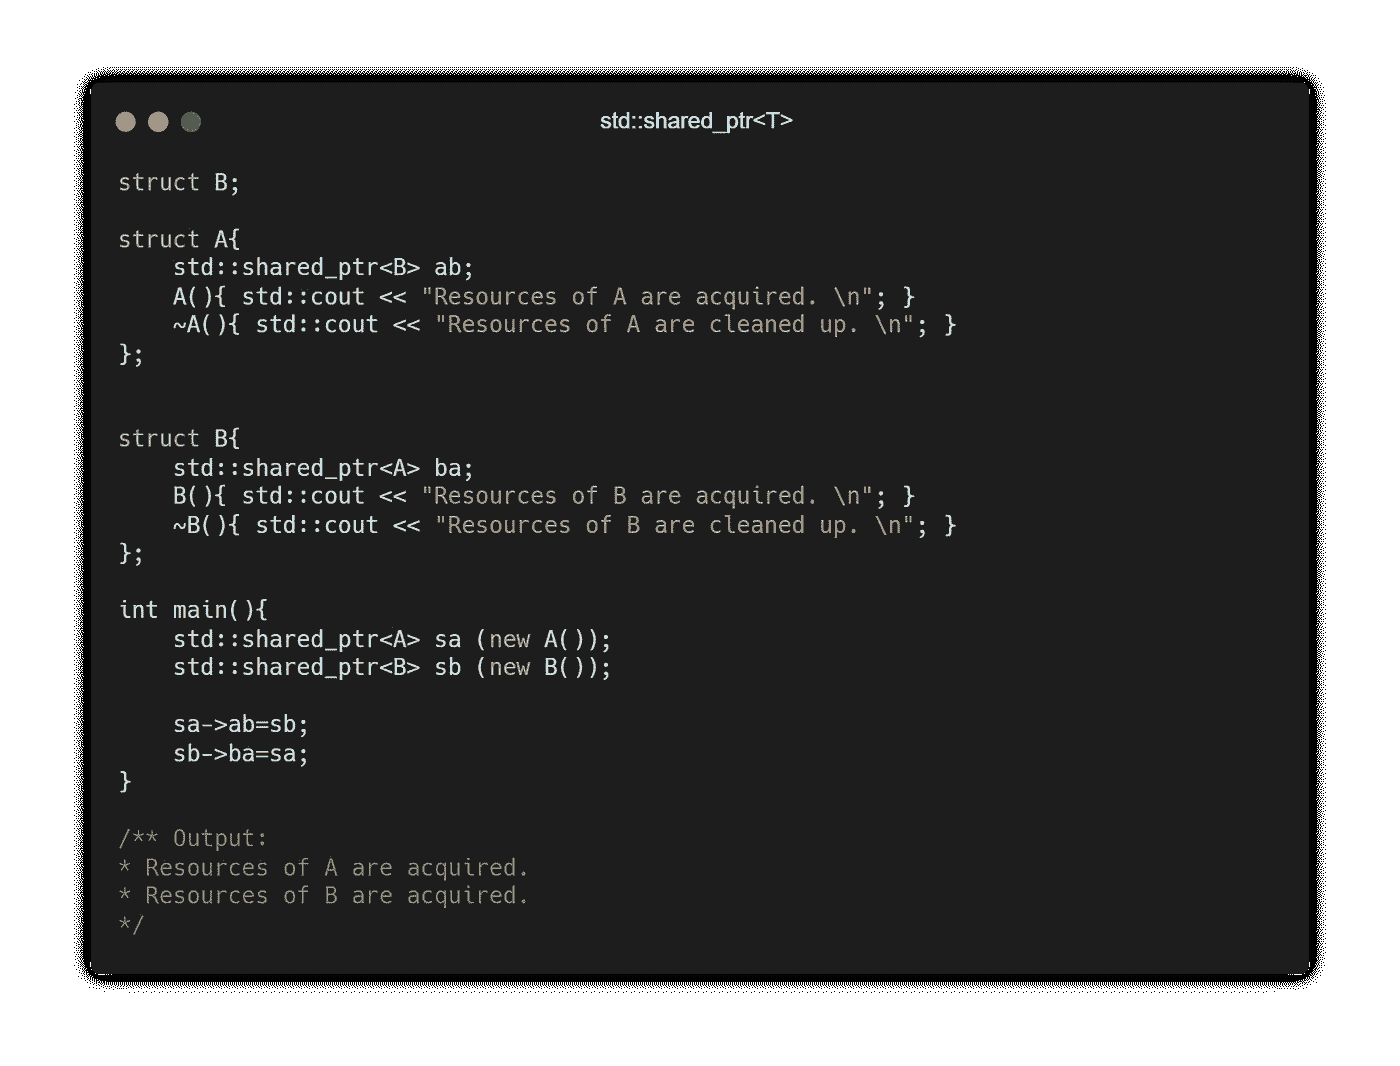 std::shared_ptr<T>
struct B;
struct A{
    std::shared_ptr<B> ab;
    A(){ std::cout << "Resources of A are acquired. \n"; }
    ~A(){ std::cout << "Resources of A are cleaned up. \n"; }
};
struct B{
    std::shared_ptr<A> ba;
    B(){ std::cout << "Resources of B are acquired. \n"; }
    ~B(){ std::cout << "Resources of B are cleaned up. \n"; }
};
int main(){
    std::shared_ptr<A> sa (new A());
    std::shared_ptr<B> sb (new B());
    sa->ab=sb;
    sb->ba=sa;
}
/** Output:
* Resources of A are acquired.
* Resources of B are acquired.
*/